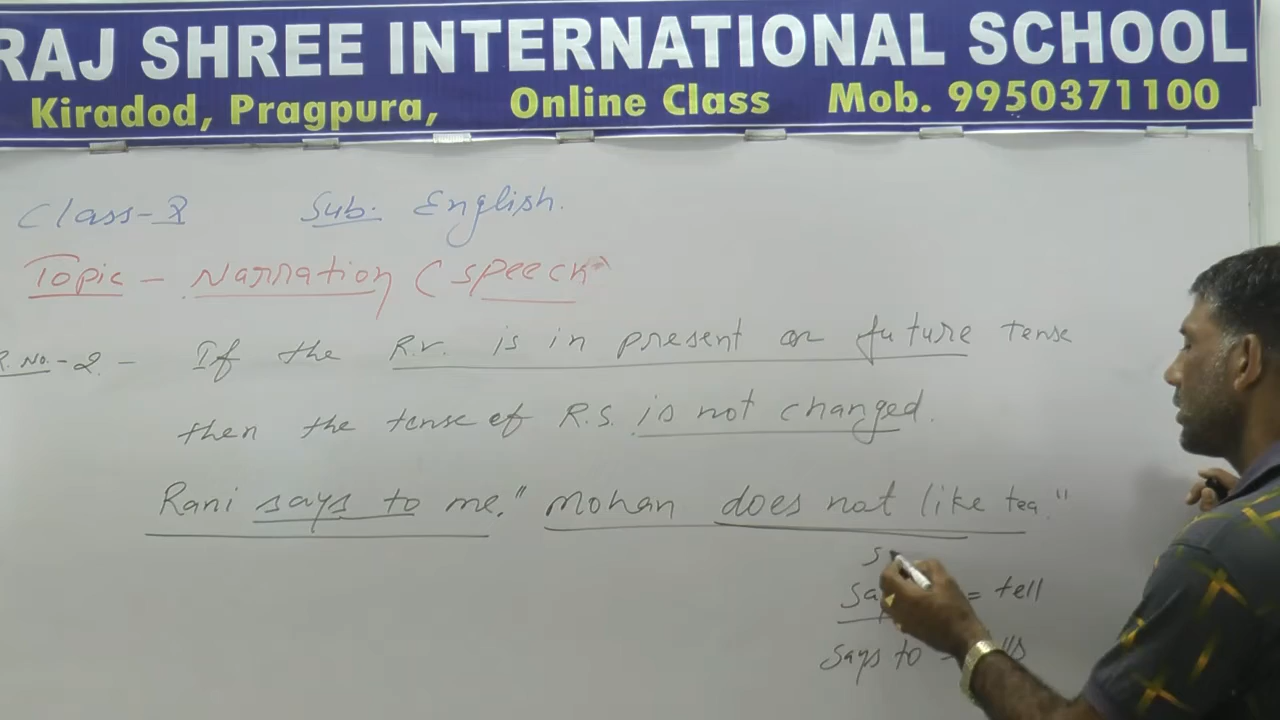 RAJ SHREE INTERNATIONAL SCHOOL
Kiradod, Pragpura, Online Class Mob. 9950371100
Class-X Sub. English.
Topic - Narration (Speech)
R. No. - 2. - If the R.V. is in present or future tense
then the tense of R.S. is not changed.
Rani says to me, "Mohan does not like tea."
s
= tell
says to =